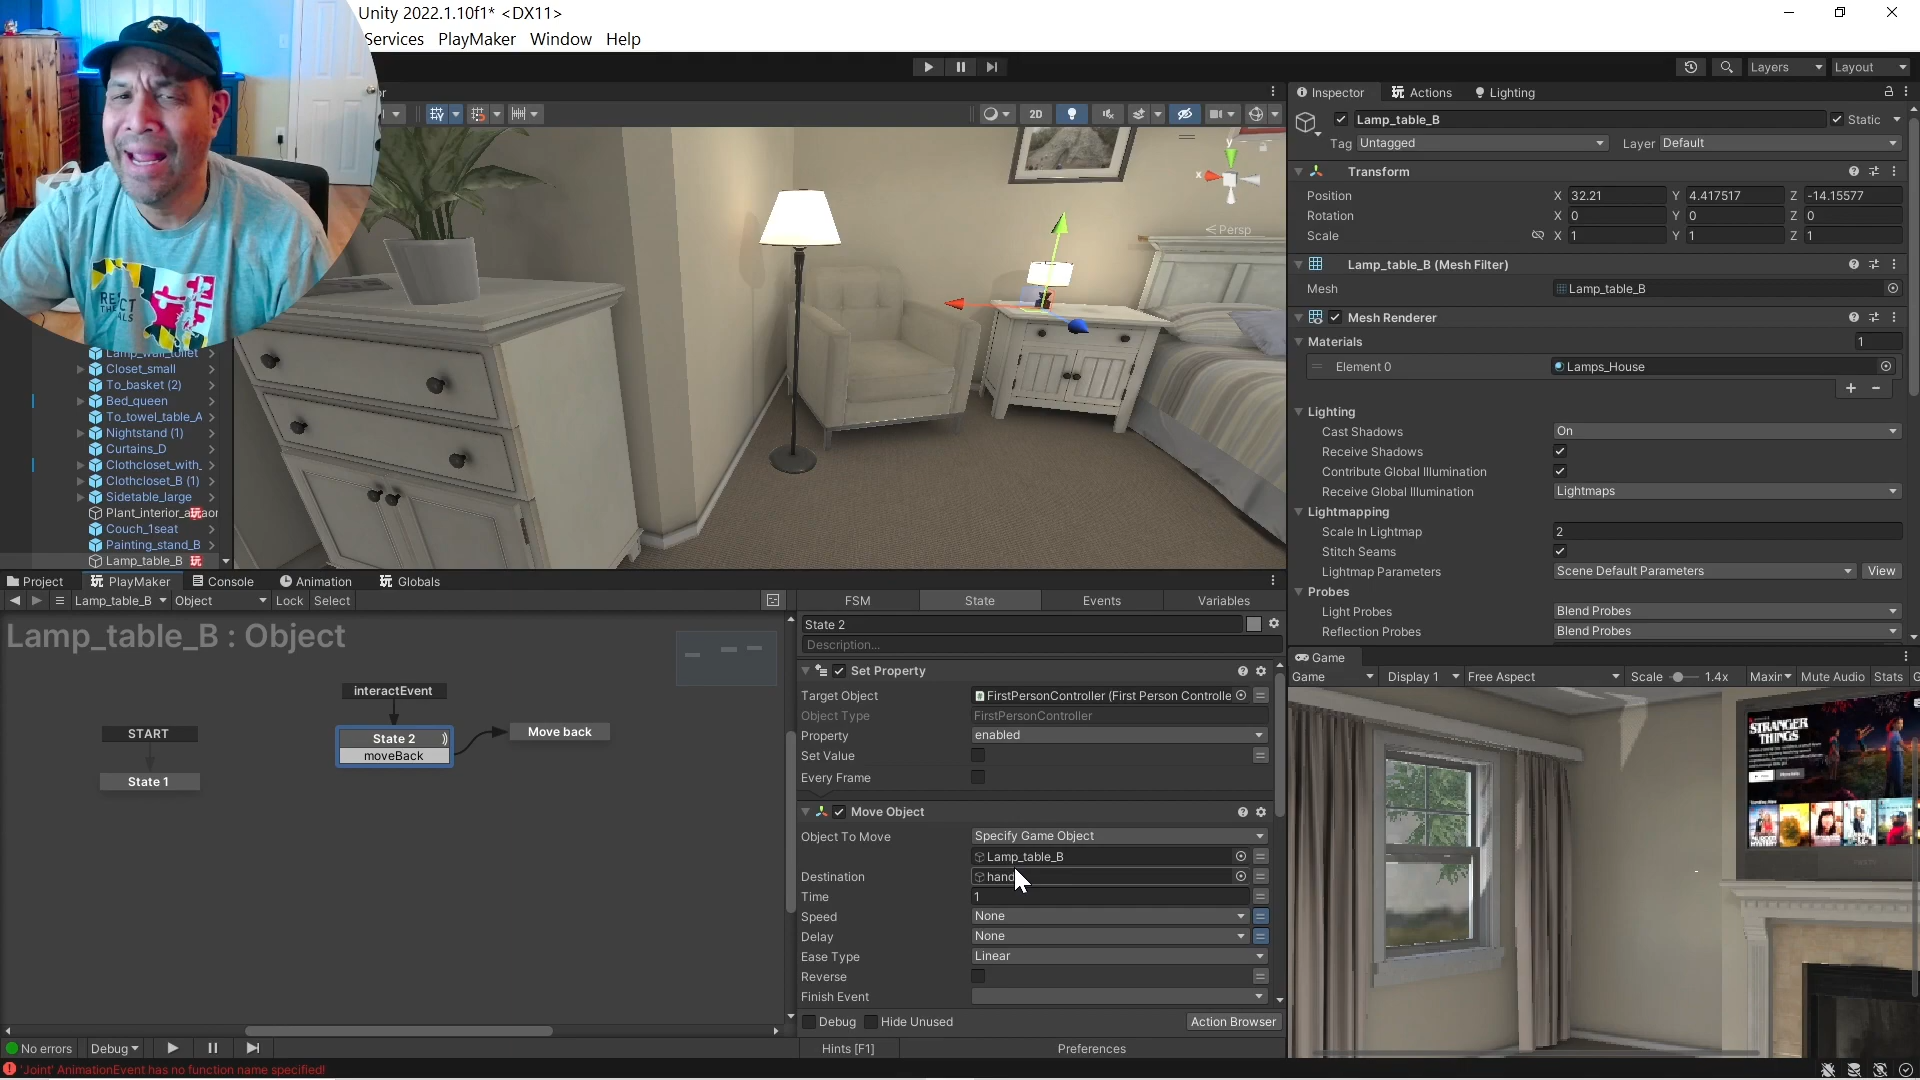 Unity 2022.1.10f1* <DX11>
Services PlayMaker Window Help
Layers Layout
or
2D
Inspector Actions Lighting
Lamp_table_B Static
Tag Untagged Layer Default
Transform
Position X 32.21 Y 4.417517 Z -14.15577
Rotation X 0 Y 0 Z 0
Scale X 1 Y 1 Z 1
Lamp_table_B (Mesh Filter)
Mesh Lamp_table_B
Mesh Renderer
Materials 1
Element 0 Lamps_House
Lighting
Cast Shadows On
Receive Shadows
Contribute Global Illumination
Receive Global Illumination Lightmaps
Lightmapping
Scale In Lightmap 2
Stitch Seams
Lightmap Parameters Scene Default Parameters View
Probes
Light Probes Blend Probes
Reflection Probes Blend Probes
y
x
Persp
Lamp_wall_toilet
Closet_small
To_basket (2)
Bed_queen
To_towel_table_A
Nightstand (1)
Curtains_D
Clothcloset_with_
Clothcloset_B (1)
Sidetable_large
Plant_interior_a
Couch_1seat
Painting_stand_B
Lamp_table_B
Project PlayMaker Console Animation Globals
Lamp_table_B Object Lock Select
Lamp_table_B : Object
interactEvent
START
State 2
moveBack
Move back
State 1
FSM State Events Variables
State 2
Description...
Set Property
Target Object FirstPersonController (First Person Controlle
Object Type FirstPersonController
Property enabled
Set Value
Every Frame
Move Object
Object To Move Specify Game Object
Lamp_table_B
Destination hand
Time 1
Speed None
Delay None
Ease Type Linear
Reverse
Finish Event
Debug Hide Unused Action Browser
No errors Debug
Hints [F1] Preferences
'Joint' AnimationEvent has no function name specified!
Game
Game Display 1 Free Aspect Scale 1.4x Maxin Mute Audio Stats G
STRANGER
THINGS